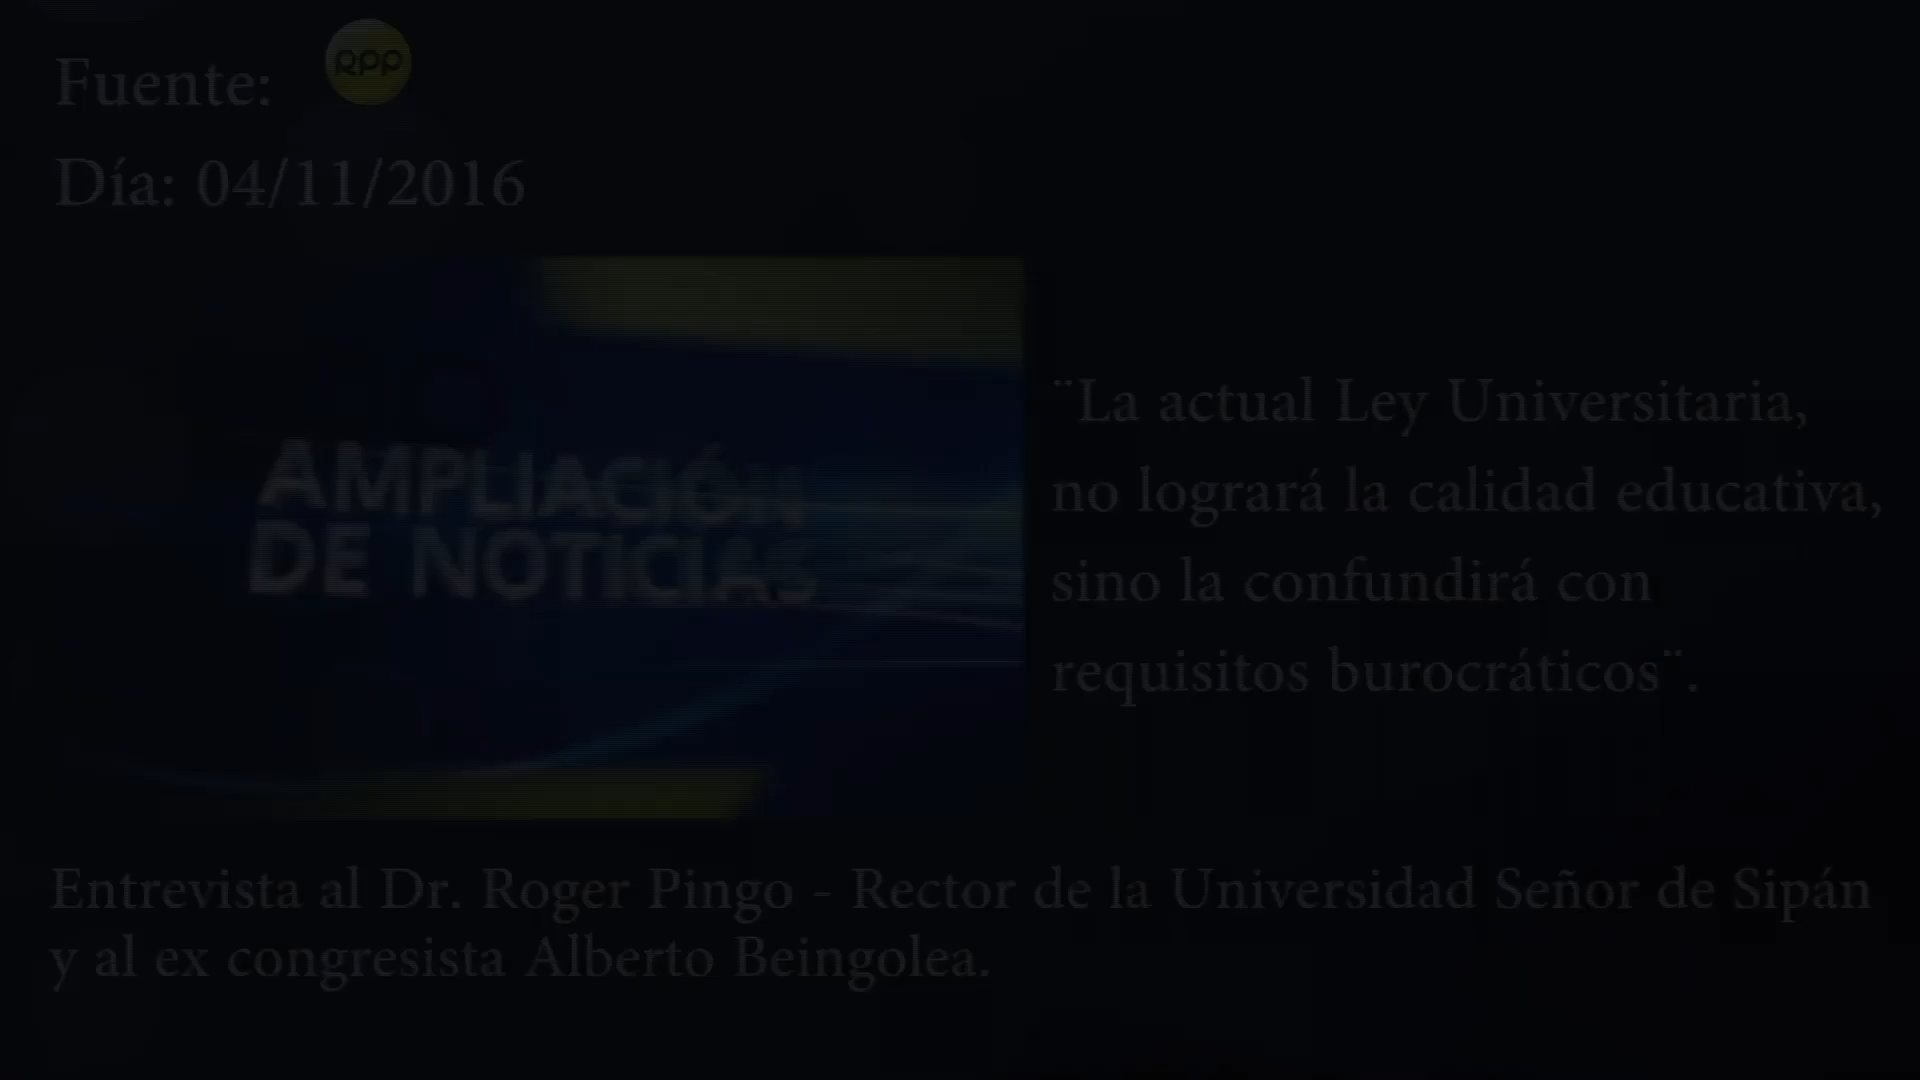 Fuente: RPP
Día: 04/11/2016
AMPLIACIÓN
DE NOTICIAS
¨La actual Ley Universitaria,
no logrará la calidad educativa,
sino la confundirá con
requisitos burocráticos¨.
Entrevista al Dr. Roger Pingo - Rector de la Universidad Señor de Sipán
y al ex congresista Alberto Beingolea.